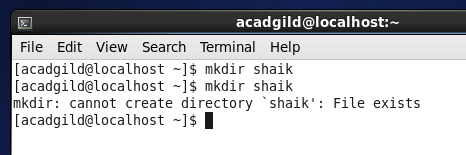 acadgild@localhost:~
File Edit View Search Terminal Help
[acadgild@localhost ~]$ mkdir shaik
[acadgild@localhost ~]$ mkdir shaik
mkdir: cannot create directory `shaik': File exists
[acadgild@localhost ~]$